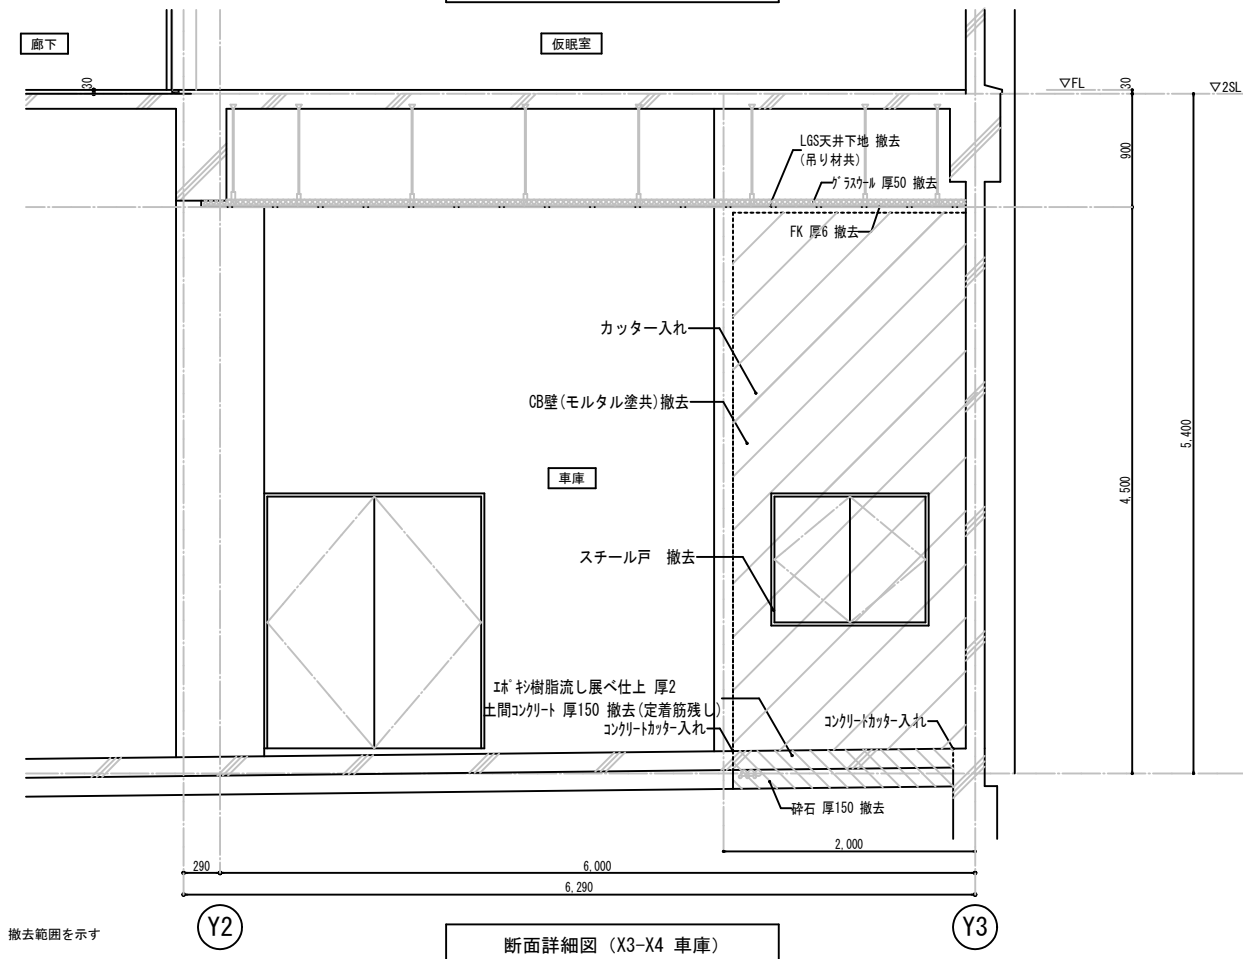 廊下
仮眠室
30
▽FL
30
▽2SL
LGS天井下地 撤去
(吊り材共)
900
グラスウール 厚50 撤去
FK 厚6 撤去
カッター入れ
CB壁(モルタル塗共)撤去
5,400
車庫
4,500
スチール戸 撤去
エポキシ樹脂流し展べ仕上 厚2
土間コンクリート 厚150 撤去(定着筋残し)
コンクリートカッター入れ
コンクリートカッター入れ
砕石 厚150 撤去
2,000
290
6,000
6,290
Y2
Y3
撤去範囲を示す
断面詳細図 (X3-X4 車庫)